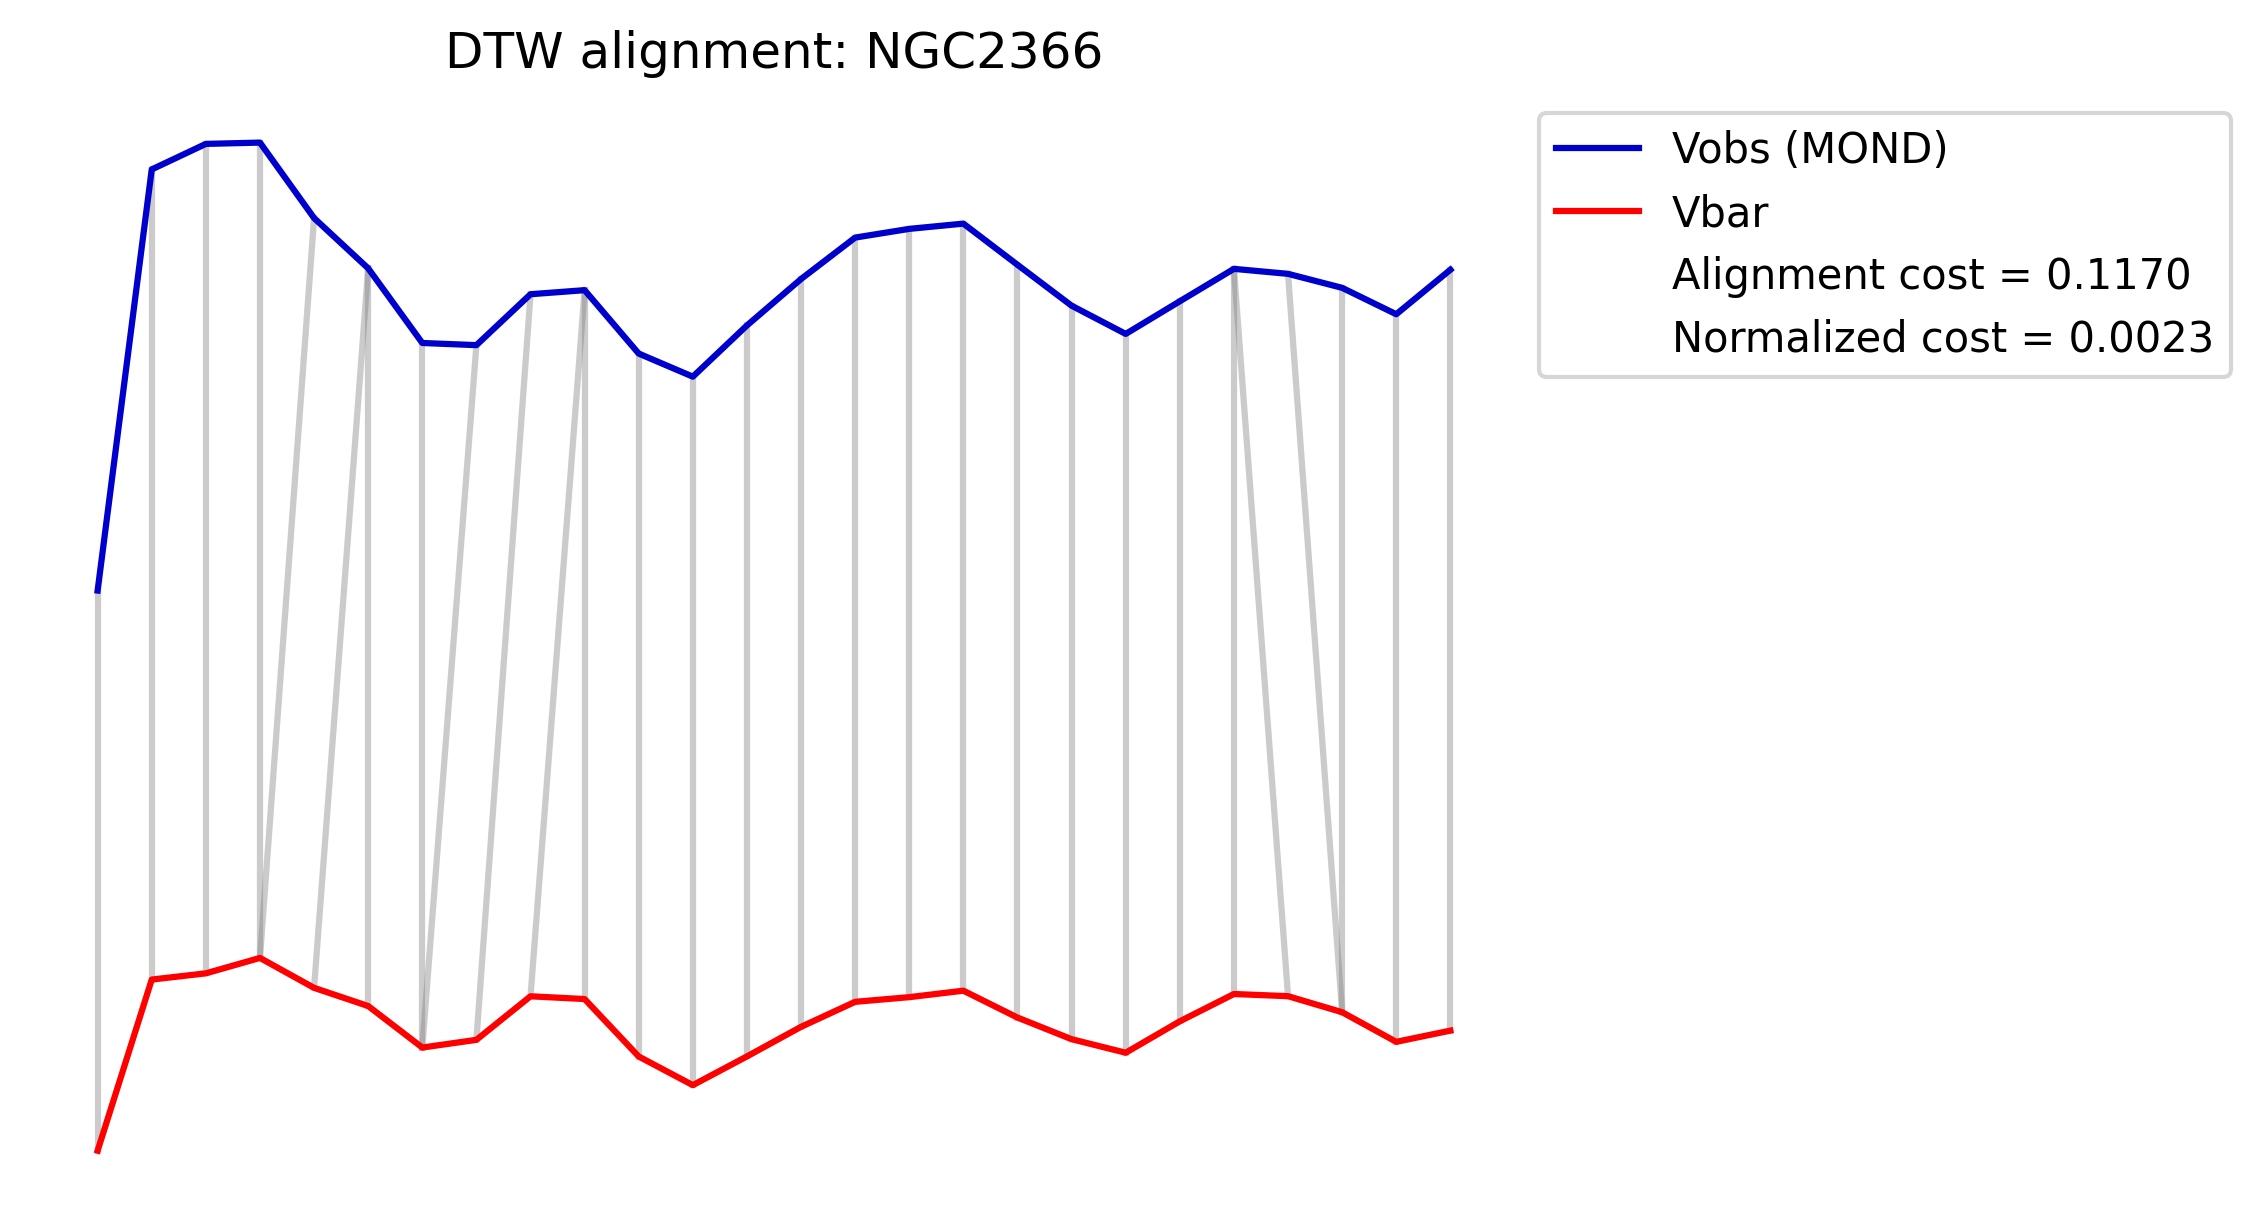 DTW alignment: NGC2366
Vobs (MOND)
Vbar
Alignment cost = 0.1170
Normalized cost = 0.0023